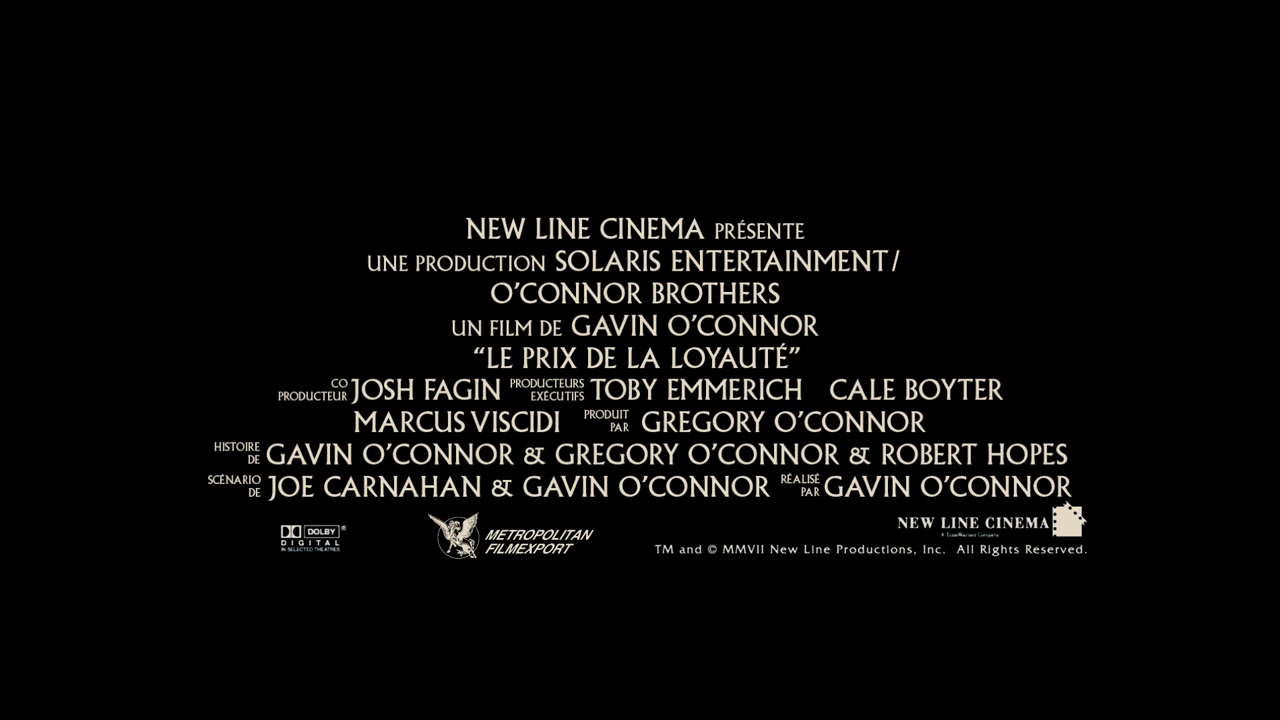 NEW LINE CINEMA PRÉSENTE
UNE PRODUCTION SOLARIS ENTERTAINMENT/
O'CONNOR BROTHERS
UN FILM DE GAVIN O'CONNOR
“LE PRIX DE LA LOYAUTÉ”
CO PRODUCTEUR JOSH FAGIN PRODUCTEURS EXÉCUTIFS TOBY EMMERICH CALE BOYTER
MARCUS VISCIDI PRODUIT PAR GREGORY O'CONNOR
HISTOIRE DE GAVIN O'CONNOR & GREGORY O'CONNOR & ROBERT HOPES
SCÉNARIO DE JOE CARNAHAN & GAVIN O'CONNOR RÉALISÉ PAR GAVIN O'CONNOR
DOLBY ®
DIGITAL
IN SELECTED THEATRES
METROPOLITAN
FILMEXPORT
NEW LINE CINEMA
A Time Warner Company
TM and © MMVII New Line Productions, Inc. All Rights Reserved.